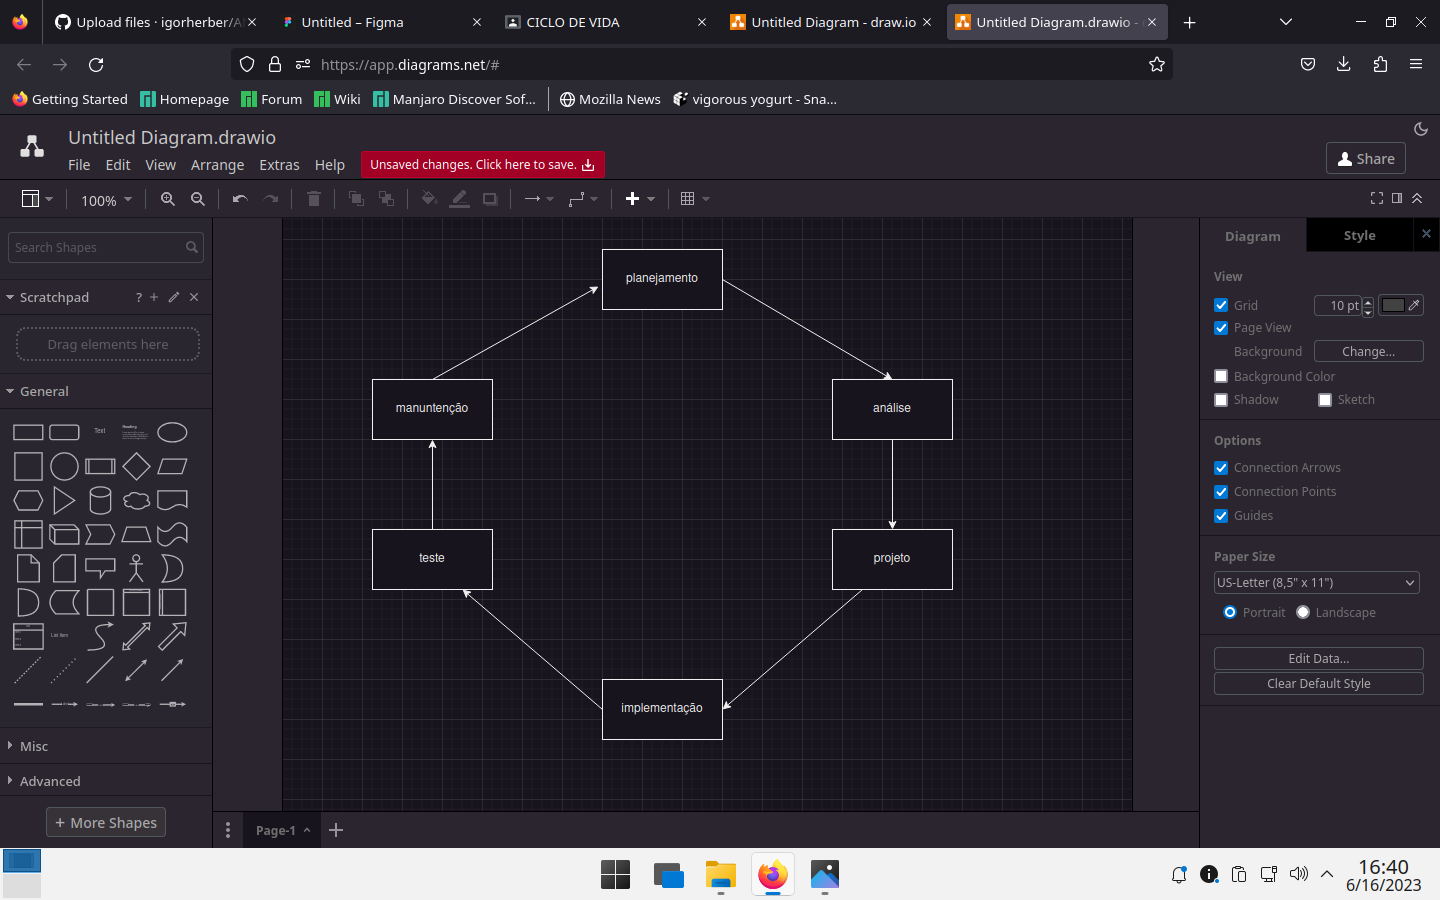 Upload files · igorherber/A
Untitled – Figma
CICLO DE VIDA
Untitled Diagram - draw.io
Untitled Diagram.drawio -
https://app.diagrams.net/#
Getting Started
Homepage
Forum
Wiki
Manjaro Discover Sof...
Mozilla News
vigorous yogurt - Sna...
Untitled Diagram.drawio
File Edit View Arrange Extras Help
Unsaved changes. Click here to save.
Share
100%
Search Shapes
Scratchpad
?
Drag elements here
General
Text
Heading
List Item
Misc
Advanced
+ More Shapes
planejamento
manuntenção
análise
teste
projeto
implementação
Page-1
Diagram
Style
View
Grid
10 pt
Page View
Background
Change...
Background Color
Shadow
Sketch
Options
Connection Arrows
Connection Points
Guides
Paper Size
US-Letter (8,5" x 11")
Portrait
Landscape
Edit Data...
Clear Default Style
16:40
6/16/2023